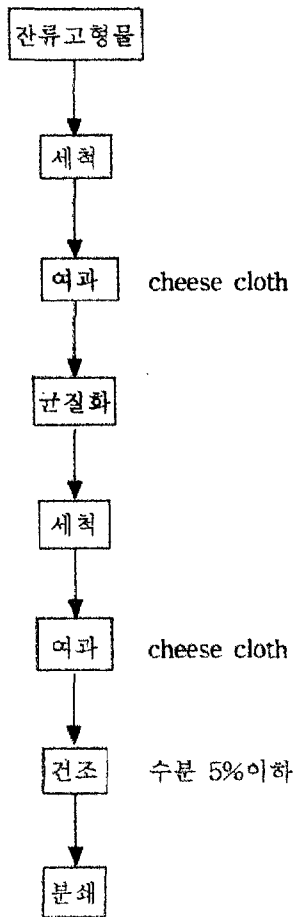 잔류고형물
세척
여과 cheese cloth
균질화
세척
여과 cheese cloth
건조 수분 5%이하
분쇄